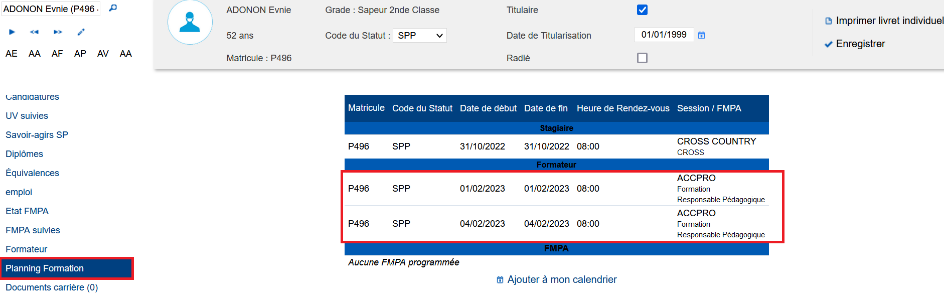 ADONON Evnie (P496
AE AA AF AP AV AA
ADONON Evnie Grade : Sapeur 2nde Classe Titulaire
52 ans Code du Statut : SPP Date de Titularisation 01/01/1999
Matricule : P496 Radié
Imprimer livret individuel
Enregistrer
Candidatures
UV suivies
Savoir-agirs SP
Diplômes
Équivalences
emploi
Etat FMPA
FMPA suivies
Formateur
Planning Formation
Documents carrière (0)
Matricule Code du Statut Date de début Date de fin Heure de Rendez-vous Session / FMPA
Stagiaire
P496 SPP 31/10/2022 31/10/2022 08:00 CROSS COUNTRY
CROSS
Formateur
P496 SPP 01/02/2023 01/02/2023 08:00 ACCPRO
Formation
Responsable Pédagogique
P496 SPP 04/02/2023 04/02/2023 08:00 ACCPRO
Formation
Responsable Pédagogique
FMPA
Aucune FMPA programmée
Ajouter à mon calendrier